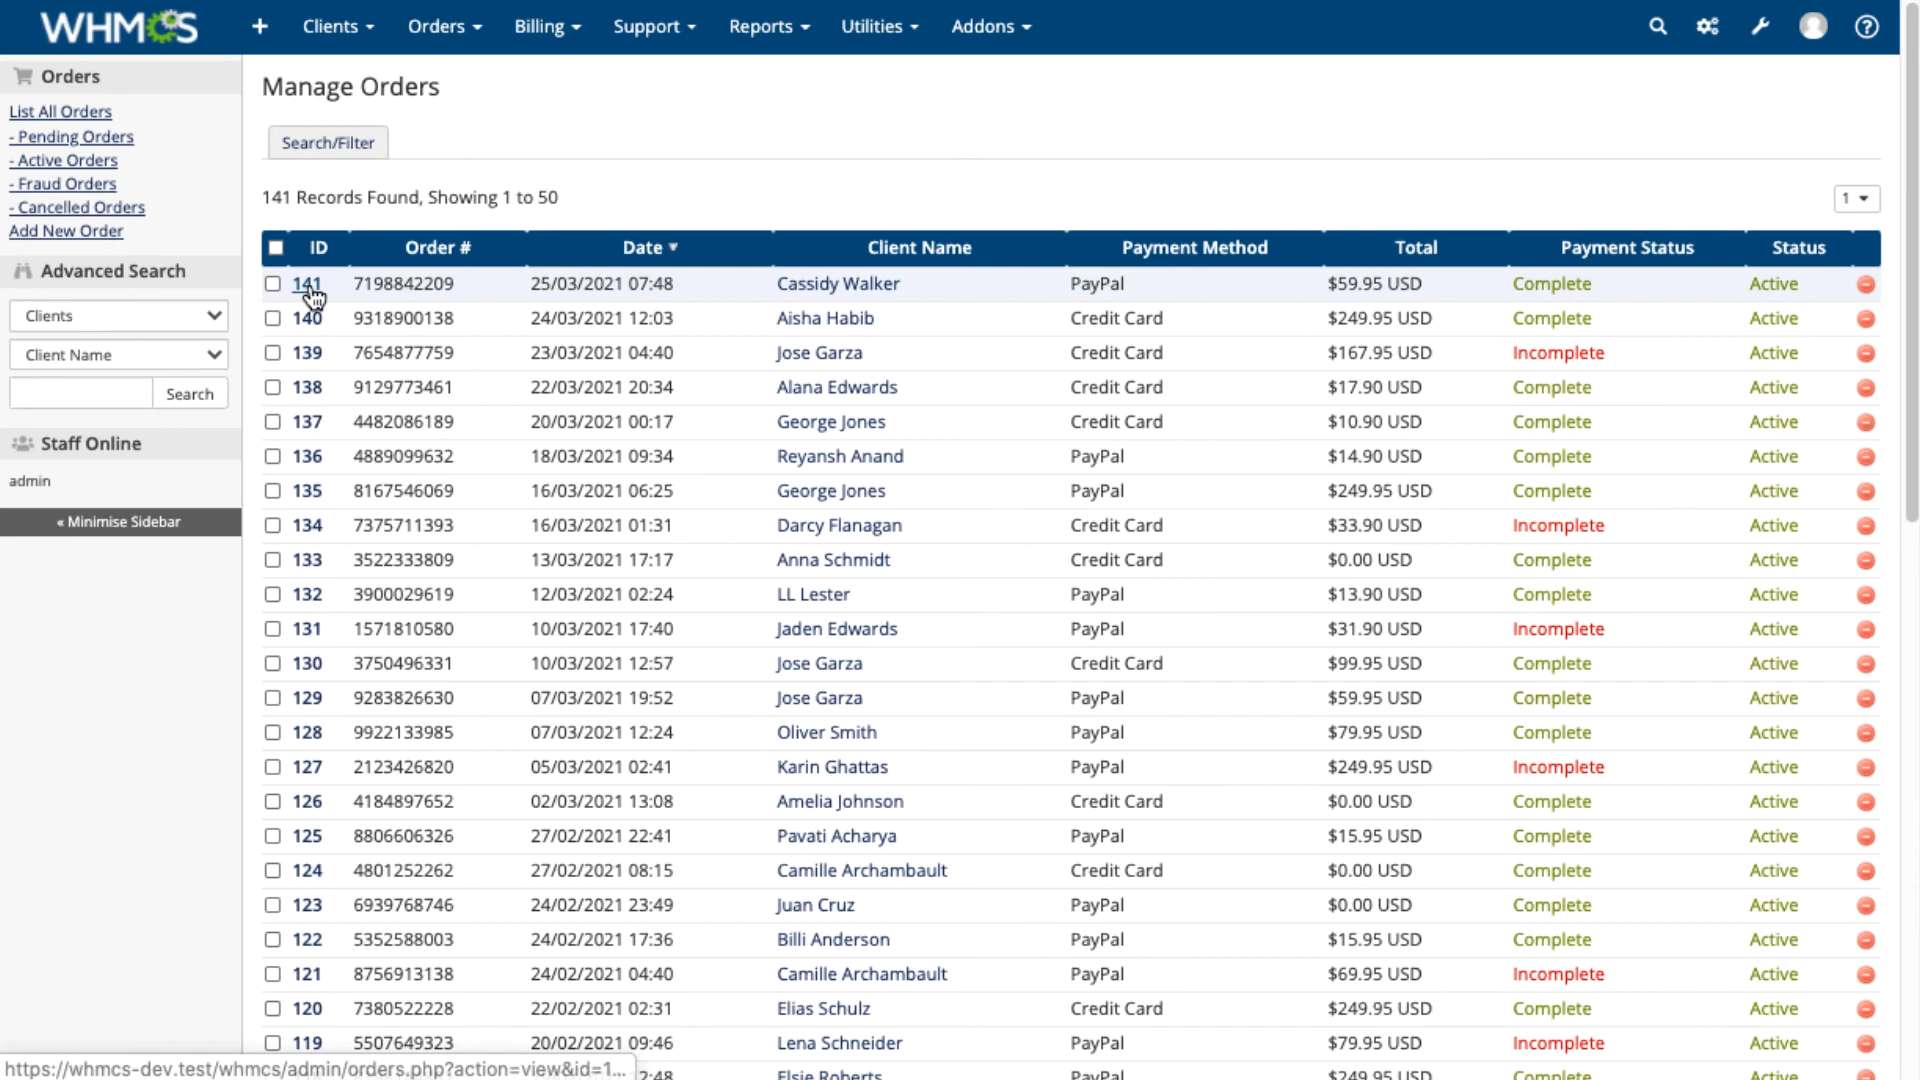 WHMCS
Clients
Orders
Billing
Support
Reports
Utilities
Addons
Orders
List All Orders
- Pending Orders
- Active Orders
- Fraud Orders
- Cancelled Orders
Add New Order
Advanced Search
Clients
Client Name
Search
Staff Online
admin
« Minimise Sidebar
Manage Orders
Search/Filter
141 Records Found, Showing 1 to 50
1
ID Order # Date Client Name Payment Method Total Payment Status Status
141 7198842209 25/03/2021 07:48 Cassidy Walker PayPal $59.95 USD Complete Active
140 9318900138 24/03/2021 12:03 Aisha Habib Credit Card $249.95 USD Complete Active
139 7654877759 23/03/2021 04:40 Jose Garza Credit Card $167.95 USD Incomplete Active
138 9129773461 22/03/2021 20:34 Alana Edwards Credit Card $17.90 USD Complete Active
137 4482086189 20/03/2021 00:17 George Jones Credit Card $10.90 USD Complete Active
136 4889099632 18/03/2021 09:34 Reyansh Anand PayPal $14.90 USD Complete Active
135 8167546069 16/03/2021 06:25 George Jones PayPal $249.95 USD Complete Active
134 7375711393 16/03/2021 01:31 Darcy Flanagan Credit Card $33.90 USD Incomplete Active
133 3522333809 13/03/2021 17:17 Anna Schmidt Credit Card $0.00 USD Complete Active
132 3900029619 12/03/2021 02:24 LL Lester PayPal $13.90 USD Complete Active
131 1571810580 10/03/2021 17:40 Jaden Edwards PayPal $31.90 USD Incomplete Active
130 3750496331 10/03/2021 12:57 Jose Garza Credit Card $99.95 USD Complete Active
129 9283826630 07/03/2021 19:52 Jose Garza PayPal $59.95 USD Complete Active
128 9922133985 07/03/2021 12:24 Oliver Smith PayPal $79.95 USD Complete Active
127 2123426820 05/03/2021 02:41 Karin Ghattas PayPal $249.95 USD Incomplete Active
126 4184897652 02/03/2021 13:08 Amelia Johnson Credit Card $0.00 USD Complete Active
125 8806606326 27/02/2021 22:41 Pavati Acharya PayPal $15.95 USD Complete Active
124 4801252262 27/02/2021 08:15 Camille Archambault Credit Card $0.00 USD Complete Active
123 6939768746 24/02/2021 23:49 Juan Cruz PayPal $0.00 USD Complete Active
122 5352588003 24/02/2021 17:36 Billi Anderson PayPal $15.95 USD Complete Active
121 8756913138 24/02/2021 04:40 Camille Archambault PayPal $69.95 USD Incomplete Active
120 7380522228 22/02/2021 02:31 Elias Schulz Credit Card $249.95 USD Complete Active
119 5507649323 20/02/2021 09:46 Lena Schneider PayPal $79.95 USD Incomplete Active
2:48 Elsie Roberts PayPal $249.95 USD Complete Active
https://whmcs-dev.test/whmcs/admin/orders.php?action=view&id=1...